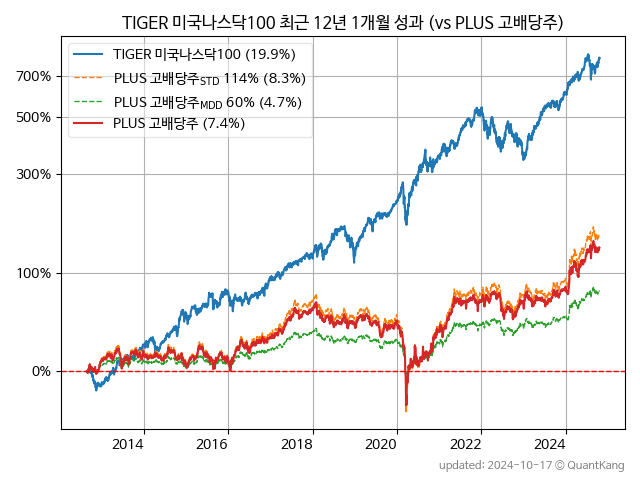 TIGER 미국나스닥100 최근 12년 1개월 성과 (vs PLUS 고배당주)
TIGER 미국나스닥100 (19.9%)
PLUS 고배당주STD 114% (8.3%)
PLUS 고배당주MDD 60% (4.7%)
PLUS 고배당주 (7.4%)
700%
500%
300%
100%
0%
2014 2016 2018 2020 2022 2024
updated: 2024-10-17 © QuantKang